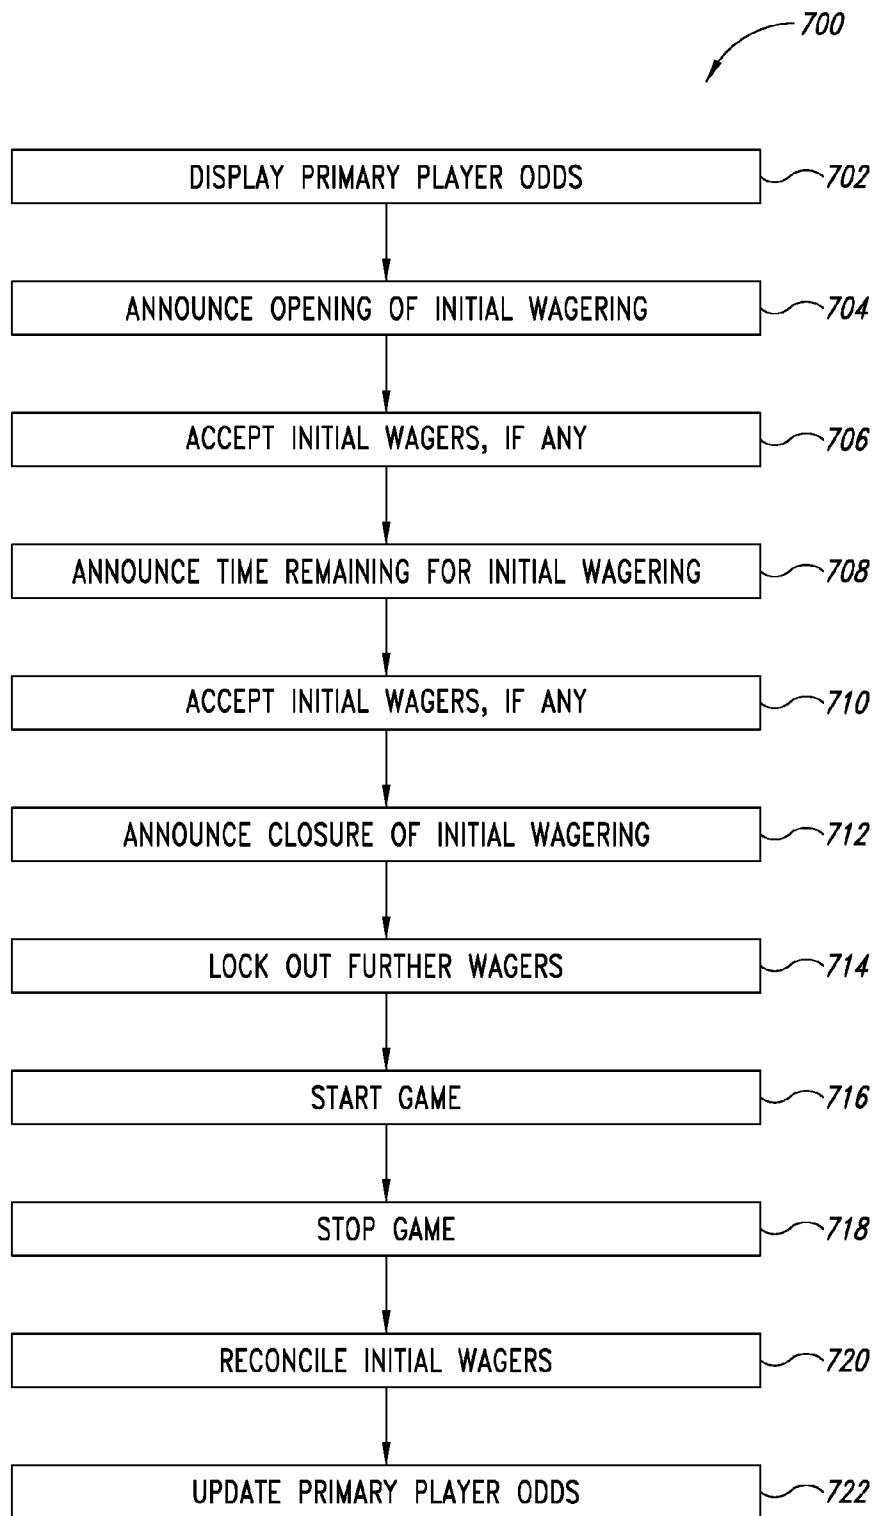 700
DISPLAY PRIMARY PLAYER ODDS 702
ANNOUNCE OPENING OF INITIAL WAGERING 704
ACCEPT INITIAL WAGERS, IF ANY 706
ANNOUNCE TIME REMAINING FOR INITIAL WAGERING 708
ACCEPT INITIAL WAGERS, IF ANY 710
ANNOUNCE CLOSURE OF INITIAL WAGERING 712
LOCK OUT FURTHER WAGERS 714
START GAME 716
STOP GAME 718
RECONCILE INITIAL WAGERS 720
UPDATE PRIMARY PLAYER ODDS 722